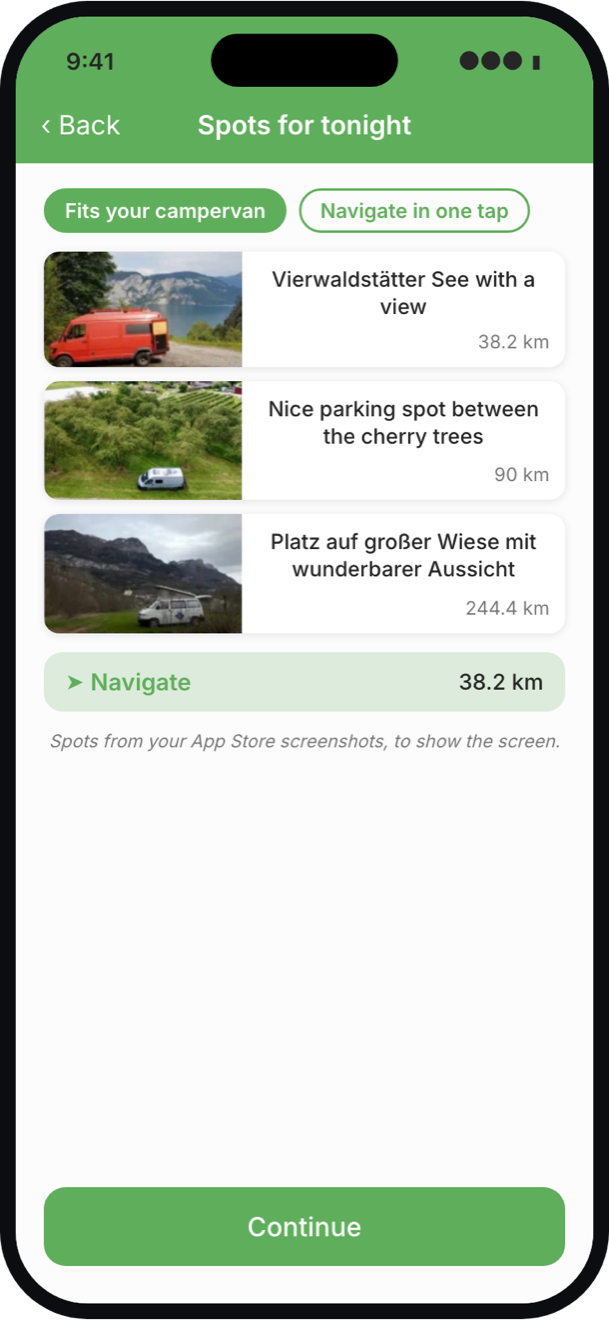 9:41
‹ Back
Spots for tonight
Fits your campervan
Navigate in one tap
Vierwaldstätter See with a
view
38.2 km
Nice parking spot between
the cherry trees
90 km
Platz auf großer Wiese mit
wunderbarer Aussicht
244.4 km
➤ Navigate
38.2 km
Spots from your App Store screenshots, to show the screen.
Continue